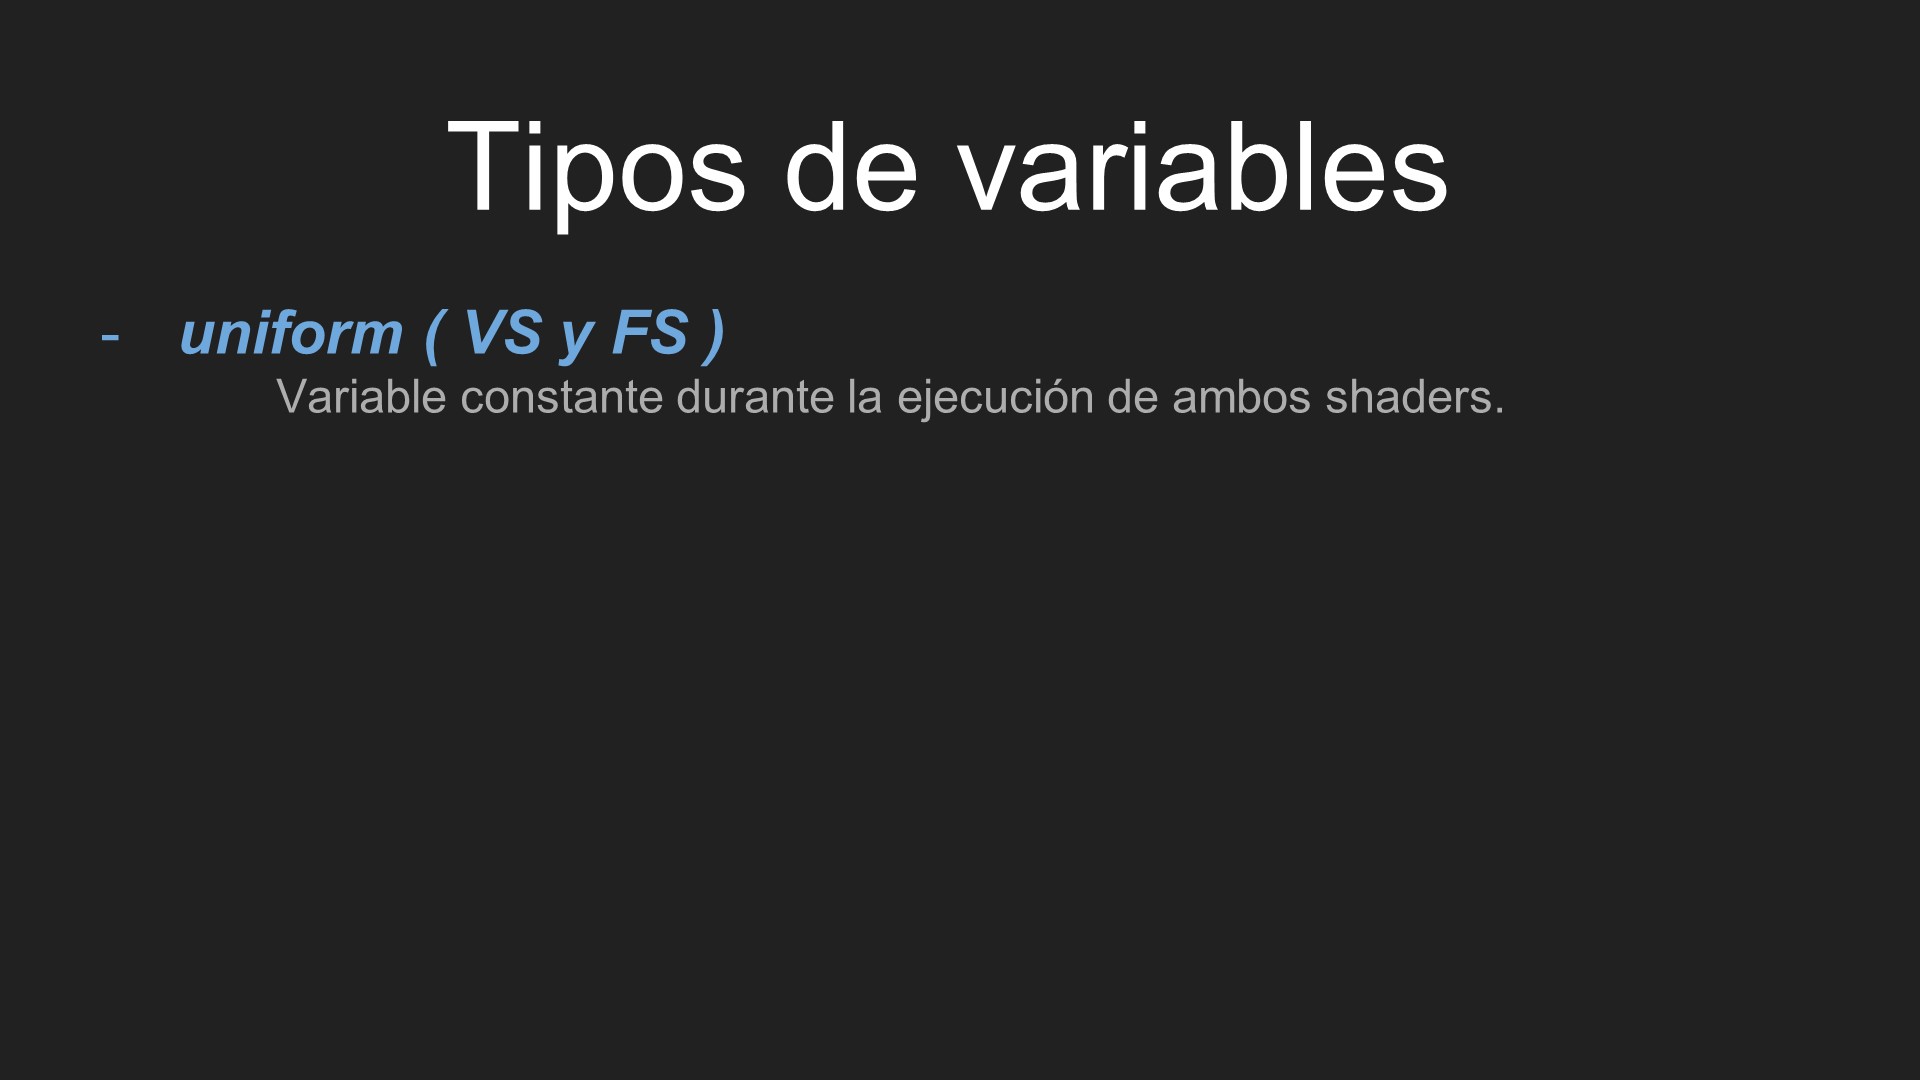 Tipos de variables
- uniform ( VS y FS )
Variable constante durante la ejecución de ambos shaders.